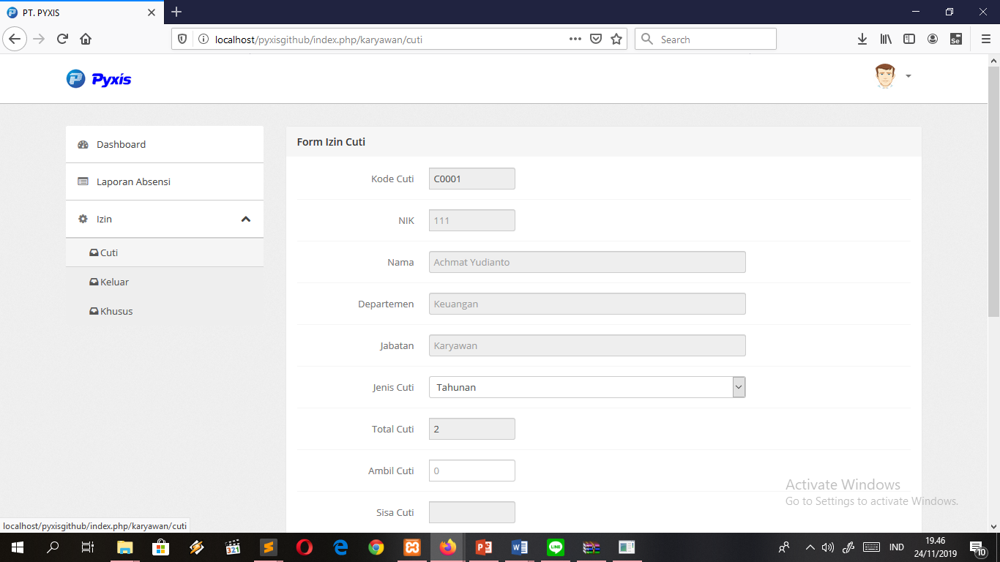 PT. PYXIS
localhost/pyxisgithub/index.php/karyawan/cuti
Search
Pyxis
Dashboard
Laporan Absensi
Izin
Cuti
Keluar
Khusus
Form Izin Cuti
Kode Cuti C0001
NIK 111
Nama Achmat Yudianto
Departemen Keuangan
Jabatan Karyawan
Jenis Cuti Tahunan
Total Cuti 2
Ambil Cuti 0
Sisa Cuti
Activate Windows
Go to Settings to activate Windows.
localhost/pyxisgithub/index.php/karyawan/cuti
IND
19.46
24/11/2019
10